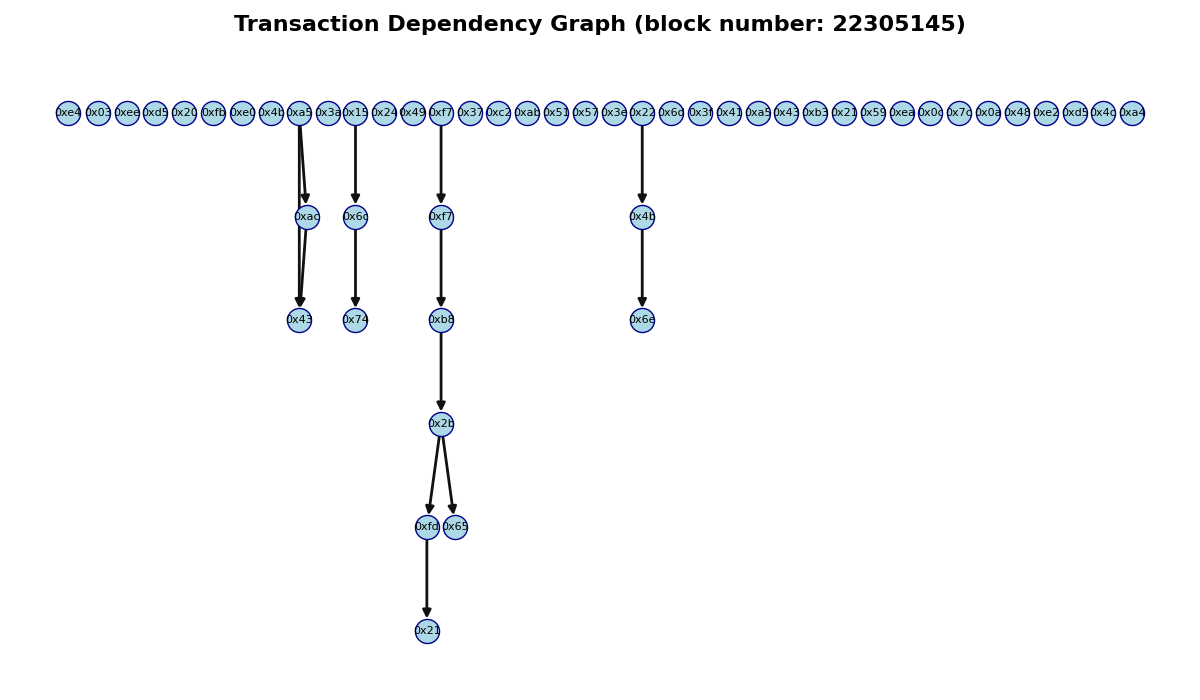 Transaction Dependency Graph (block number: 22305145)
0xe4 0x03 0xee 0xd5 0x20 0xfb 0xe0 0x4b 0xa5 0x3a 0x15 0x24 0x49 0xf7 0x37 0xc2 0xab 0x51 0x57 0x3e 0x22 0x6d 0x3f 0x41 0xa5 0x43 0xb3 0x21 0x59 0xea 0x0c 0x7c 0x0a 0x48 0xe2 0xd5 0x4c 0xa4
0xac 0x6c 0xf7 0x4b
0x43 0x74 0xb8 0x6e
0x2b
0xfd 0x65
0x21